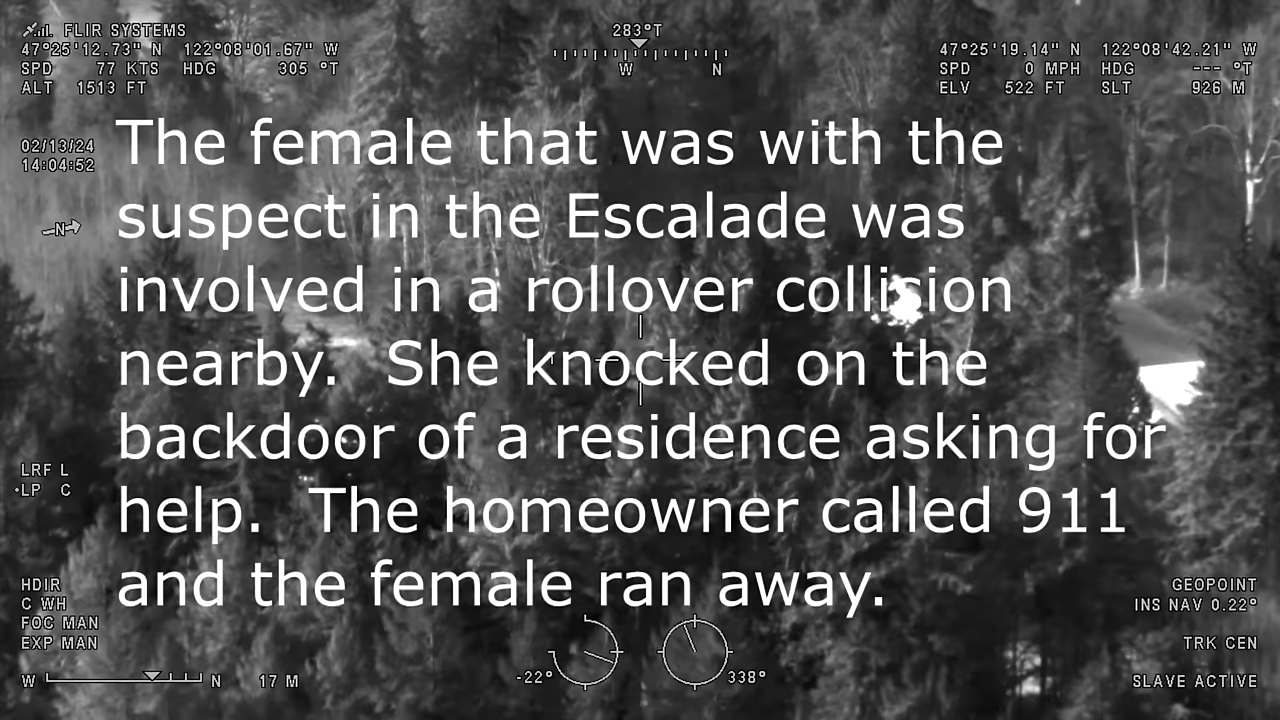 FLIR SYSTEMS
47°25'12.73" N 122°08'01.67" W
SPD 77 KTS HDG 305 °T
ALT 1513 FT
283°T
W N
47°25'19.14" N 122°08'42.21" W
SPD 0 MPH HDG --- °T
ELV 522 FT SLT 926 M
02/13/24
14:04:52
N
The female that was with the
suspect in the Escalade was
involved in a rollover collision
nearby. She knocked on the
backdoor of a residence asking for
help. The homeowner called 911
and the female ran away.
LRF L
LP C
HDIR
C WH
FOC MAN
EXP MAN
W N 17 M
-22°
338°
GEOPOINT
INS NAV 0.22°
TRK CEN
SLAVE ACTIVE